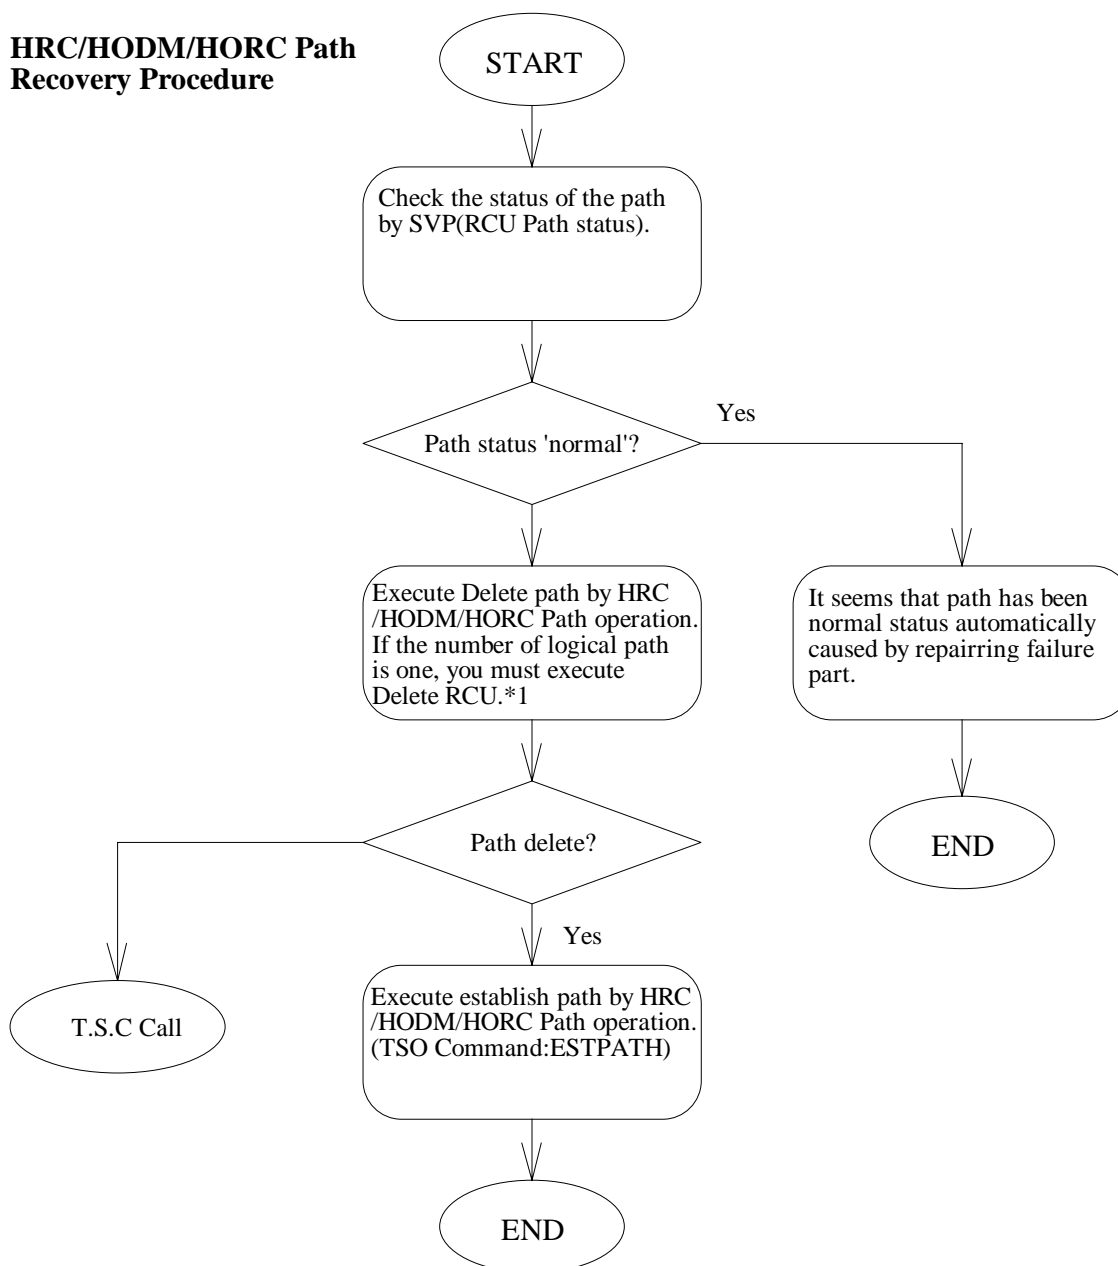 HRC/HODM/HORC Path
Recovery Procedure
START
Check the status of the path
by SVP(RCU Path status).
Path status 'normal'?
Yes
Execute Delete path by HRC
/HODM/HORC Path operation.
If the number of logical path
is one, you must execute
Delete RCU.*1
It seems that path has been
normal status automatically
caused by repairring failure
part.
Path delete?
END
Yes
T.S.C Call
Execute establish path by HRC
/HODM/HORC Path operation.
(TSO Command:ESTPATH)
END